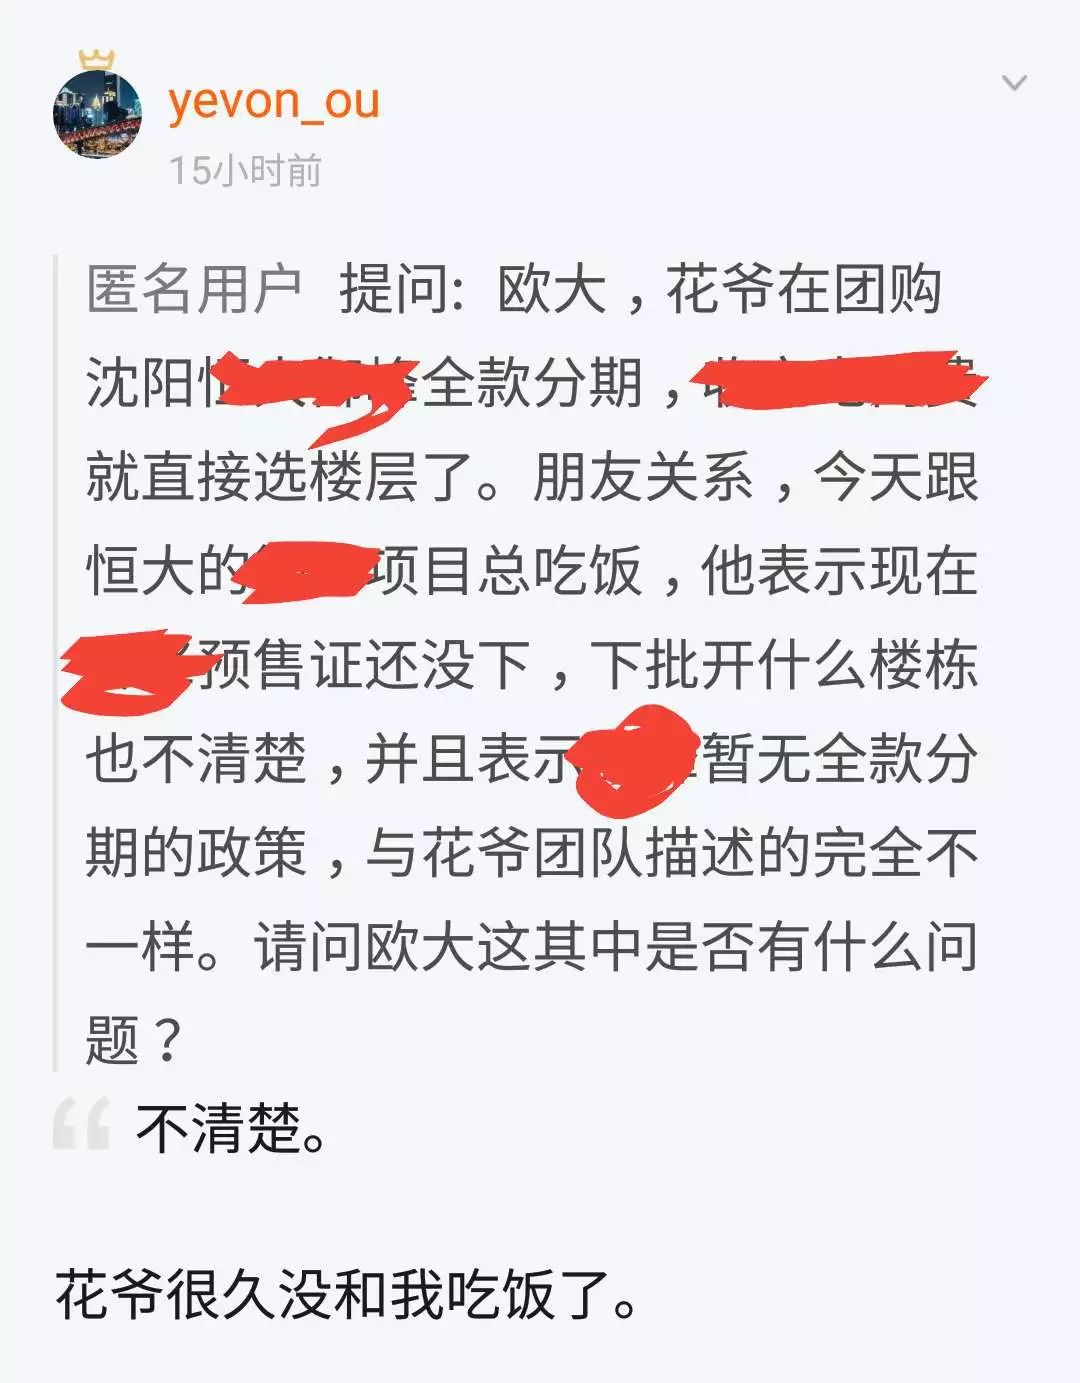 yevon_ou
15小时前
匿名用户 提问: 欧大，花爷在团购
沈阳 全款分期，
就直接选楼层了。朋友关系，今天跟
恒大的 项目总吃饭，他表示现在
预售证还没下，下批开什么楼栋
也不清楚，并且表示 暂无全款分
期的政策，与花爷团队描述的完全不
一样。请问欧大这其中是否有什么问
题？
不清楚。
花爷很久没和我吃饭了。